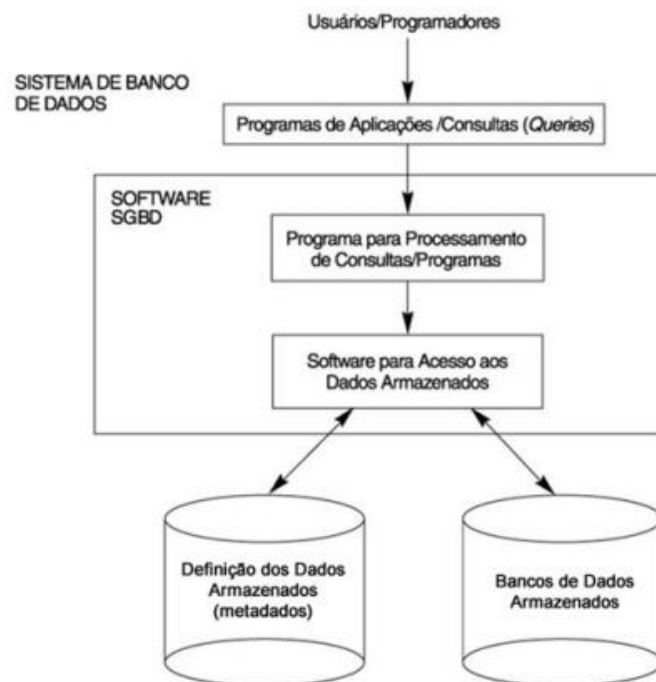 Usuários/Programadores
SISTEMA DE BANCO
DE DADOS
Programas de Aplicações /Consultas (Queries)
SOFTWARE
SGBD
Programa para Processamento
de Consultas/Programas
Software para Acesso aos
Dados Armazenados
Definição dos Dados
Armazenados
(metadados)
Bancos de Dados
Armazenados